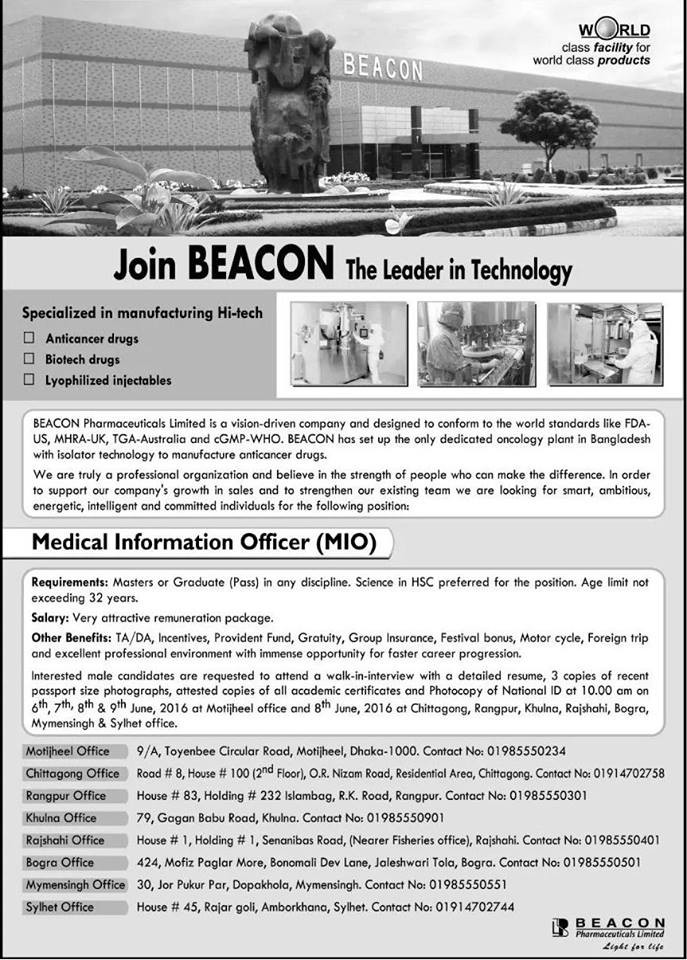 WORLD
class facility for
world class products
BEACON
Join BEACON The Leader in Technology
Specialized in manufacturing Hi-tech
☐ Anticancer drugs
☐ Biotech drugs
☐ Lyophilized injectables
BEACON Pharmaceuticals Limited is a vision-driven company and designed to conform to the world standards like FDA-
US, MHRA-UK, TGA-Australia and cGMP-WHO. BEACON has set up the only dedicated oncology plant in Bangladesh
with isolator technology to manufacture anticancer drugs.
We are truly a professional organization and believe in the strength of people who can make the difference. In order
to support our company's growth in sales and to strengthen our existing team we are looking for smart, ambitious,
energetic, intelligent and committed individuals for the following position:
Medical Information Officer (MIO)
Requirements: Masters or Graduate (Pass) in any discipline. Science in HSC preferred for the position. Age limit not
exceeding 32 years.
Salary: Very attractive remuneration package.
Other Benefits: TA/DA, Incentives, Provident Fund, Gratuity, Group Insurance, Festival bonus, Motor cycle, Foreign trip
and excellent professional environment with immense opportunity for faster career progression.
Interested male candidates are requested to attend a walk-in-interview with a detailed resume, 3 copies of recent
passport size photographs, attested copies of all academic certificates and Photocopy of National ID at 10.00 am on
6th, 7th, 8th & 9th June, 2016 at Motijheel office and 8th June, 2016 at Chittagong, Rangpur, Khulna, Rajshahi, Bogra,
Mymensingh & Sylhet office.
Motijheel Office 9/A, Toyenbee Circular Road, Motijheel, Dhaka-1000. Contact No: 01985550234
Chittagong Office Road # 8, House # 100 (2nd Floor), O.R. Nizam Road, Residential Area, Chittagong. Contact No: 01914702758
Rangpur Office House # 83, Holding # 232 Islambag, R.K. Road, Rangpur. Contact No: 01985550301
Khulna Office 79, Gagan Babu Road, Khulna. Contact No: 01985550901
Rajshahi Office House # 1, Holding # 1, Senanibas Road, (Nearer Fisheries office), Rajshahi. Contact No: 01985550401
Bogra Office 424, Mofiz Paglar More, Bonomali Dev Lane, Jaleshwari Tola, Bogra. Contact No: 01985550501
Mymensingh Office 30, Jor Pukur Par, Dopakhola, Mymensingh. Contact No: 01985550551
Sylhet Office House # 45, Rajar goli, Amborkhana, Sylhet. Contact No: 01914702744
BEACON
Pharmaceuticals Limited
Light for life